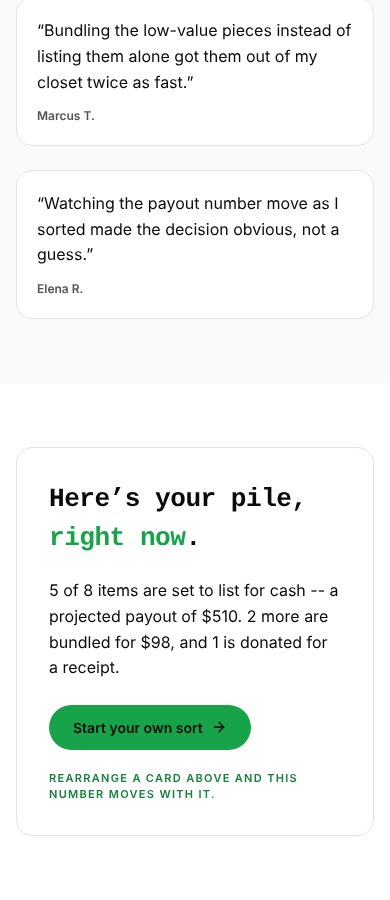 “Bundling the low-value pieces instead of
listing them alone got them out of my
closet twice as fast.”
Marcus T.
“Watching the payout number move as I
sorted made the decision obvious, not a
guess.”
Elena R.
Here’s your pile,
right now.
5 of 8 items are set to list for cash -- a
projected payout of $510. 2 more are
bundled for $98, and 1 is donated for
a receipt.
Start your own sort →
REARRANGE A CARD ABOVE AND THIS
NUMBER MOVES WITH IT.